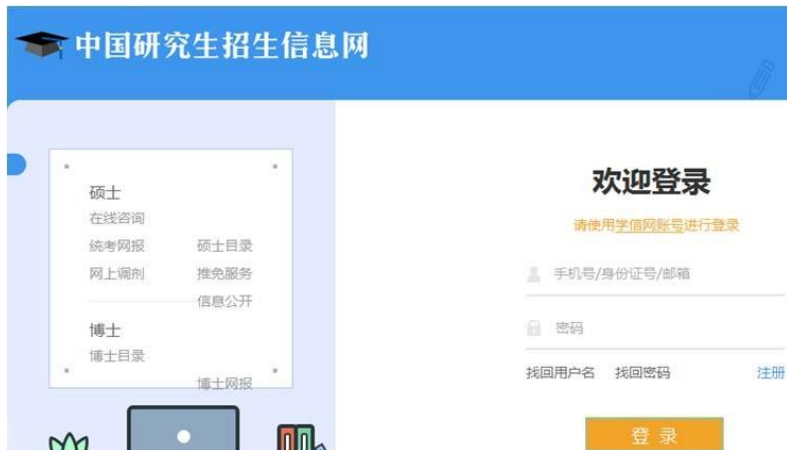 中国研究生招生信息网
硕士
在线咨询
统考网报 硕士目录
网上调剂 推免服务
信息公开
博士
博士目录
博士网报
欢迎登录
请使用学信网账号进行登录
手机号/身份证号/邮箱
密码
找回用户名 找回密码 注册
登录